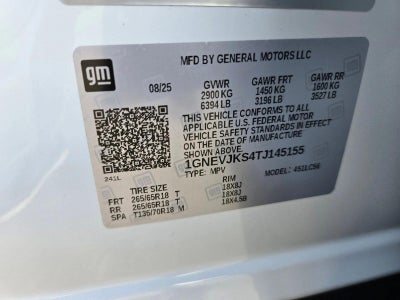 MFD BY GENERAL MOTORS LLC
gm
08/25 GVWR GAWR FRT GAWR RR
2900 KG 1450 KG 1600 KG
6394 LB 3196 LB 3527 LB
THIS VEHICLE CONFORMS TO ALL
APPLICABLE U.S. FEDERAL MOTOR
VEHICLE SAFETY STANDARDS IN EFFECT
ON THE DATE OF MANUFACTURE
SHOWN ABOVE.
1GNEVJKS4TJ145155
TYPE: MPV MODEL: 451LC56
241L
TIRE SIZE RIM
FRT 265/65R18 T 18X8J
RR 265/65R18 T 18X8J
SPA T135/70R18 M 18X4.5B